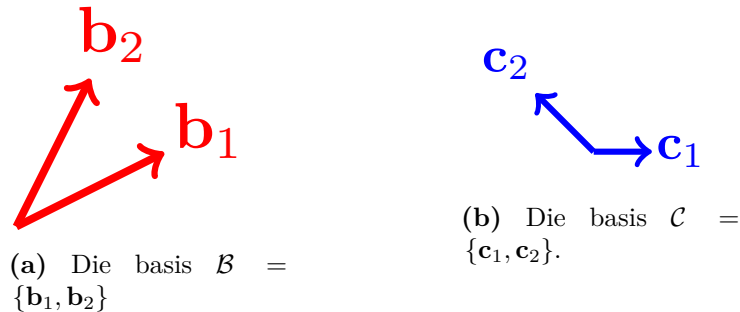 b₂
b₁
(a) Die basis ℬ =
{b₁, b₂}
c₂
c₁
(b) Die basis 𝒞 =
{c₁, c₂}.